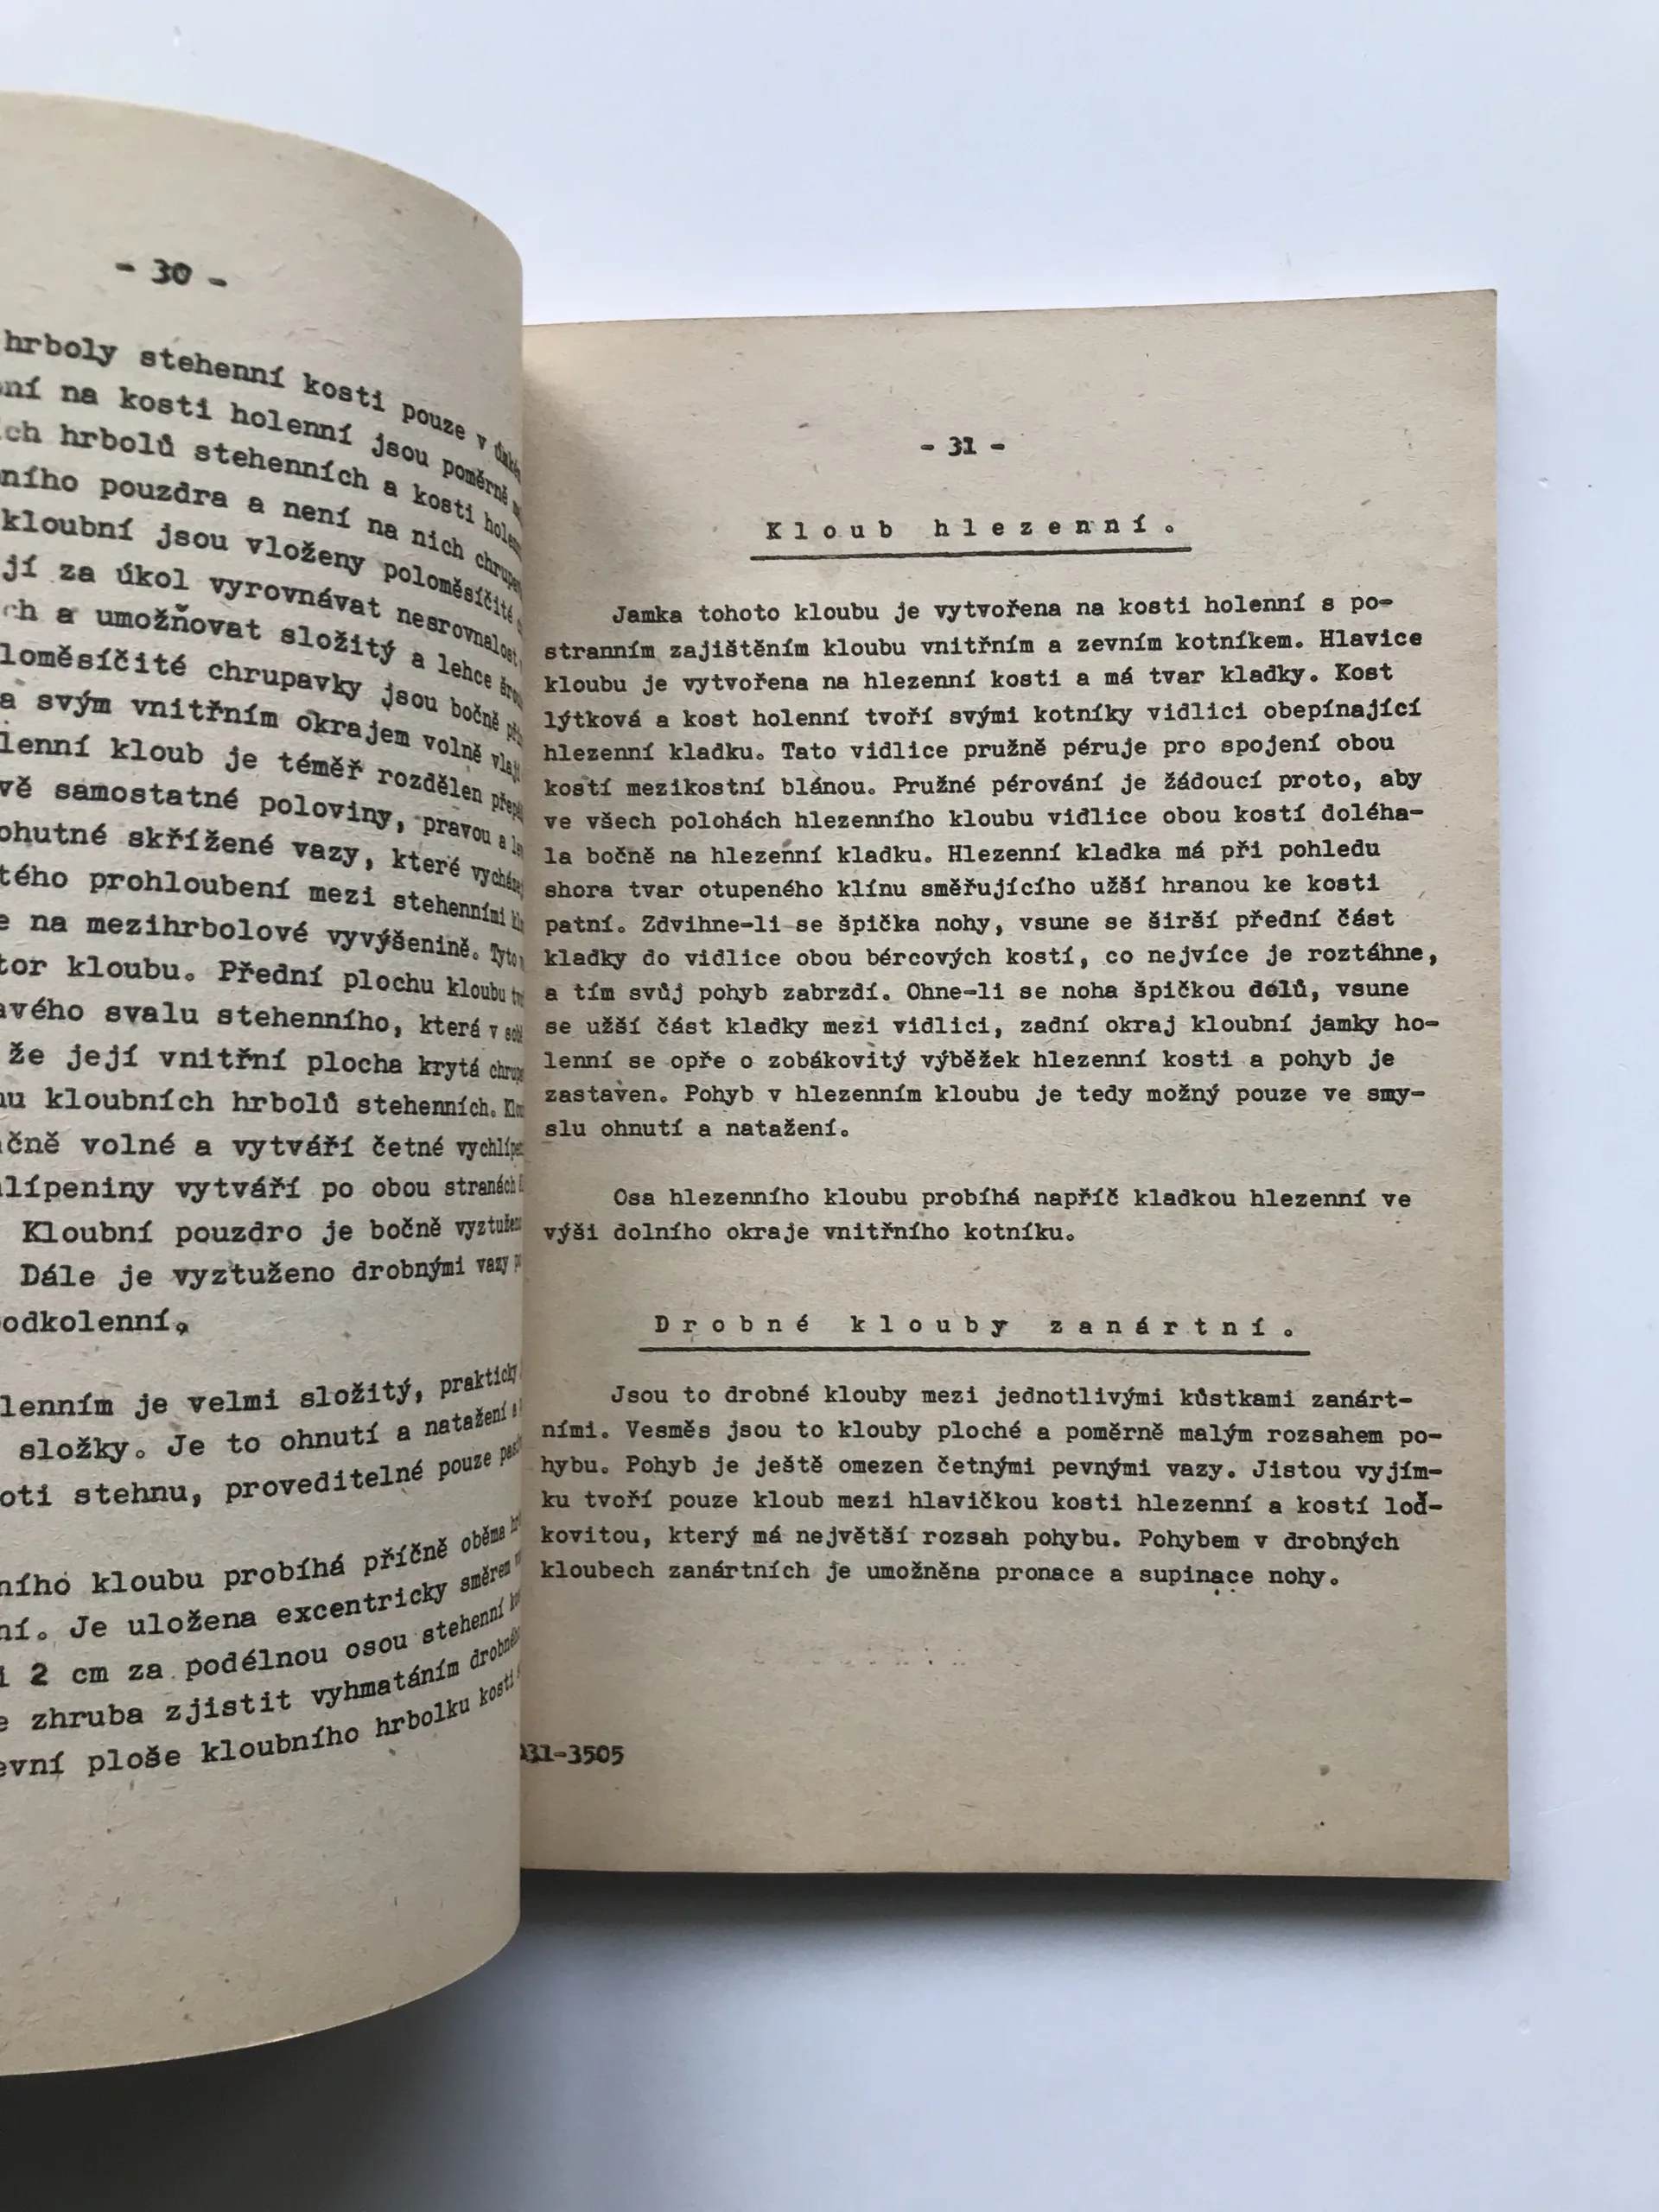 - 30 -
hrboly stehenní kosti pouze v
ní na kosti holenní jsou poměrně
ch hrbolů stehenních a kosti
ního pouzdra a není na nich
kloubní jsou vloženy poloměsíčité
jí za úkol vyrovnávat
ch a umožňovat složitý a lehce
loměsíčité chrupavky jsou bočně
a svým vnitřním okrajem volně
lenní kloub je téměř rozdělen
vě samostatné poloviny, pravou a
ohutné skřížené vazy, které
tého prohloubení mezi stehenními
e na mezihrbolové vyvýšenině. Tyto
tor kloubu. Přední plochu kloubu
avého svalu stehenního, která v
že její vnitřní plocha krytá
u kloubních hrbolů stehenních.
čně volné a vytváří četné
lípeniny vytváří po obou stranách
Kloubní pouzdro je bočně
Dále je vyztuženo drobnými vazy
odkolenní.
lenním je velmi složitý, prakticky
složky. Je to ohnutí a natažení
oti stehnu, proveditelné pouze
ního kloubu probíhá příčně oběma
ní. Je uložena excentricky směrem
i 2 cm za podélnou osou stehenní
e zhruba zjistit vyhmatáním
evní ploše kloubního hrbolku kosti
- 31 -
Kloub hlezenní.
Jamka tohoto kloubu je vytvořena na kosti holenní s po-
stranním zajištěním kloubu vnitřním a zevním kotníkem. Hlavice
kloubu je vytvořena na hlezenní kosti a má tvar kladky. Kost
lýtková a kost holenní tvoří svými kotníky vidlici obepínající
hlezenní kladku. Tato vidlice pružně péruje pro spojení obou
kostí mezikostní blánou. Pružné pérování je žádoucí proto, aby
ve všech polohách hlezenního kloubu vidlice obou kostí doléha-
la bočně na hlezenní kladku. Hlezenní kladka má při pohledu
shora tvar otupeného klínu směřujícího užší hranou ke kosti
patní. Zdvihne-li se špička nohy, vsune se širší přední část
kladky do vidlice obou bércových kostí, co nejvíce je roztáhne,
a tím svůj pohyb zabrzdí. Ohne-li se noha špičkou dolů, vsune
se užší část kladky mezi vidlici, zadní okraj kloubní jamky ho-
lenní se opře o zobákovitý výběžek hlezenní kosti a pohyb je
zastaven. Pohyb v hlezenním kloubu je tedy možný pouze ve smy-
slu ohnutí a natažení.
Osa hlezenního kloubu probíhá napříč kladkou hlezenní ve
výši dolního okraje vnitřního kotníku.
Drobné klouby zanártní.
Jsou to drobné klouby mezi jednotlivými kůstkami zanárt-
ními. Vesměs jsou to klouby ploché a poměrně malým rozsahem po-
hybu. Pohyb je ještě omezen četnými pevnými vazy. Jistou vyjím-
ku tvoří pouze kloub mezi hlavičkou kosti hlezenní a kostí loď-
kovitou, který má největší rozsah pohybu. Pohybem v drobných
kloubech zanártních je umožněna pronace a supinace nohy.
31-3505